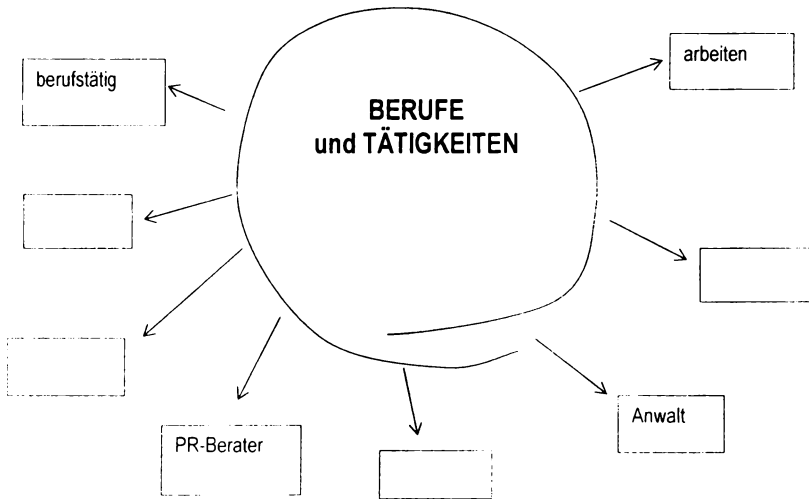 BERUFE
und TÄTIGKEITEN
berufstätig
arbeiten
PR-Berater
Anwalt